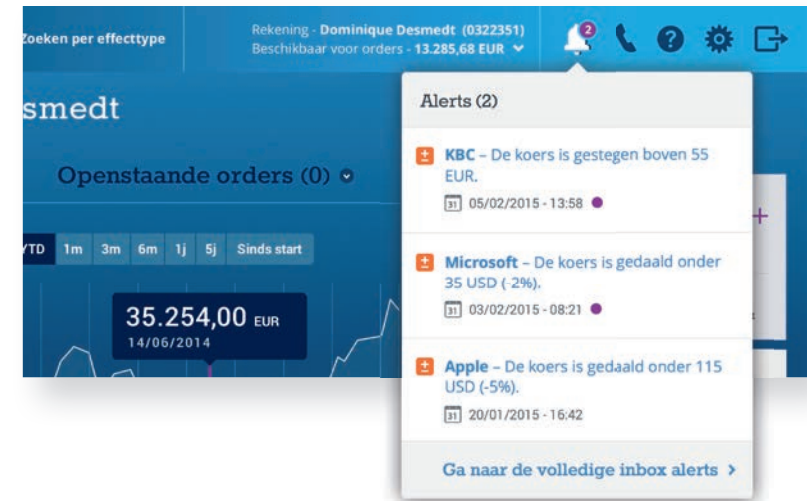 Zoeken per effecttype
Rekening - Dominique Desmedt (0322351)
Beschikbaar voor orders - 13.285,68 EUR
2
smedt
Openstaande orders (0)
YTD 1m 3m 6m 1j 5j Sinds start
35.254,00 EUR
14/06/2014
Alerts (2)
KBC – De koers is gestegen boven 55
EUR.
31 05/02/2015 - 13:58
Microsoft – De koers is gedaald onder
35 USD (-2%).
31 03/02/2015 - 08:21
Apple – De koers is gedaald onder 115
USD (-5%).
31 20/01/2015 - 16:42
Ga naar de volledige inbox alerts >